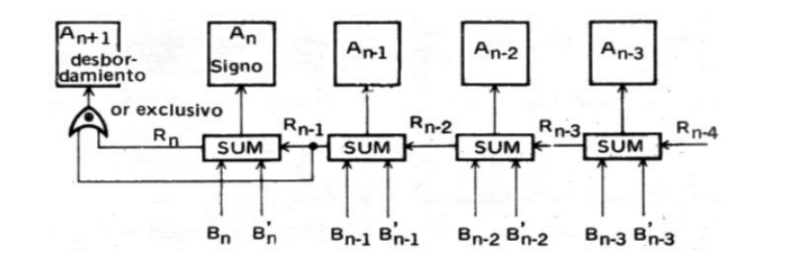 An+1
desbor-
damiento
An
Signo
An-1
An-2
An-3
or exclusivo
Rn
SUM
Rn-1
SUM
Rn-2
SUM
Rn-3
SUM
Rn-4
Bn B'n
Bn-1 B'n-1
Bn-2 B'n-2
Bn-3 B'n-3